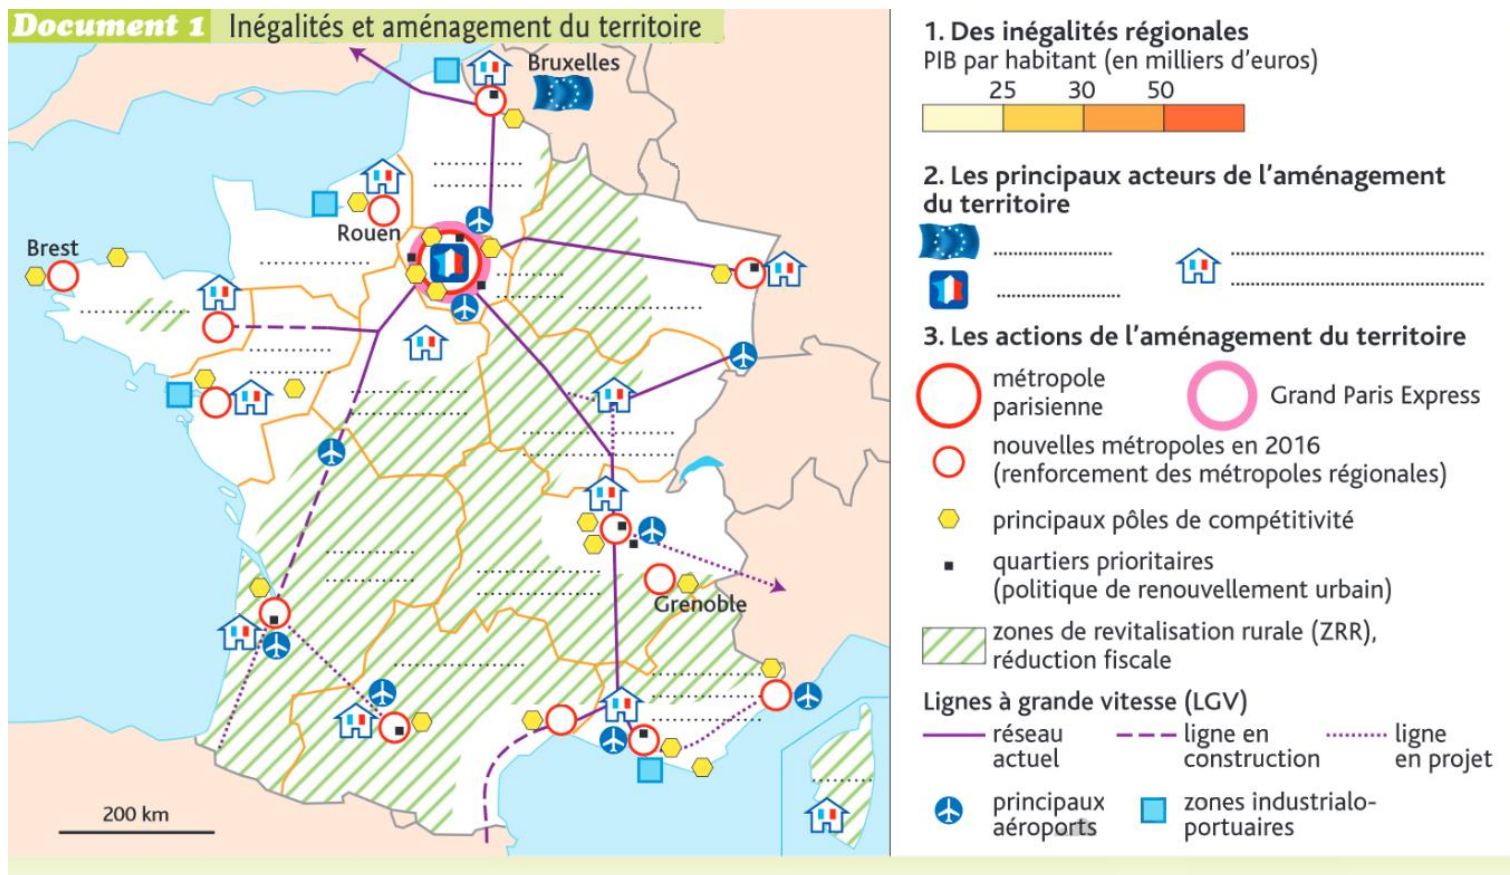 Document 1 Inégalités et aménagement du territoire
Bruxelles
Rouen
Brest
Grenoble
200 km
1. Des inégalités régionales
PIB par habitant (en milliers d'euros)
25 30 50
2. Les principaux acteurs de l'aménagement
du territoire
3. Les actions de l'aménagement du territoire
métropole
parisienne
Grand Paris Express
nouvelles métropoles en 2016
(renforcement des métropoles régionales)
principaux pôles de compétitivité
quartiers prioritaires
(politique de renouvellement urbain)
zones de revitalisation rurale (ZRR),
réduction fiscale
Lignes à grande vitesse (LGV)
réseau
actuel
ligne en
construction
ligne
en projet
principaux
aéroports
zones industrialo-
portuaires